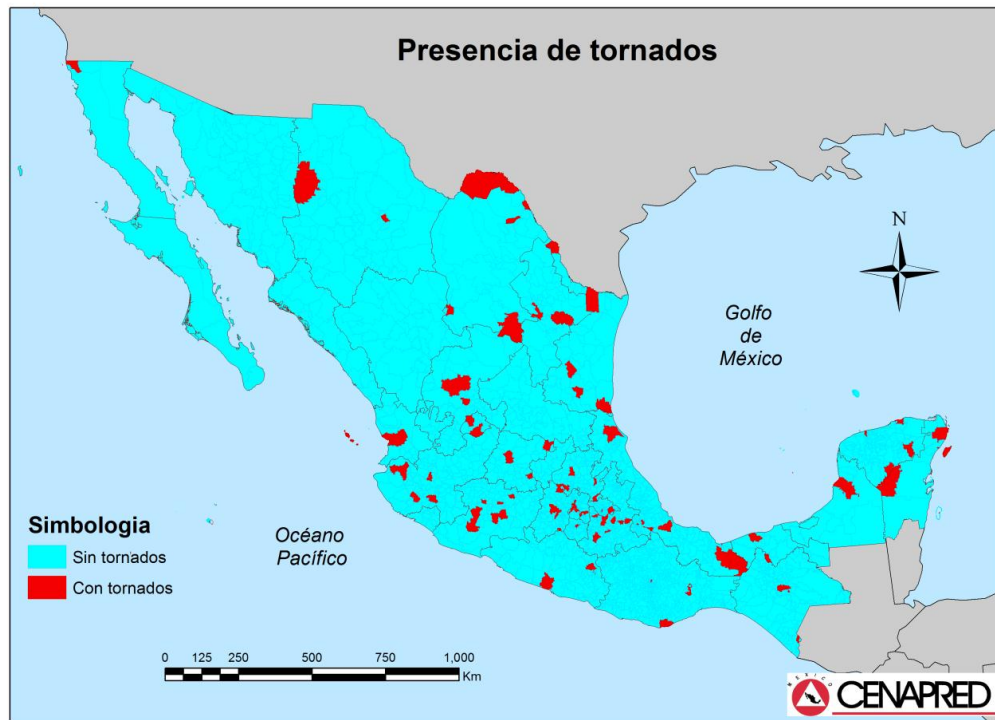 Presencia de tornados
N
Golfo
de
México
Océano
Pacífico
Simbologia
Sin tornados
Con tornados
0 125 250 500 750 1,000
Km
MEXICO
CENAPRED